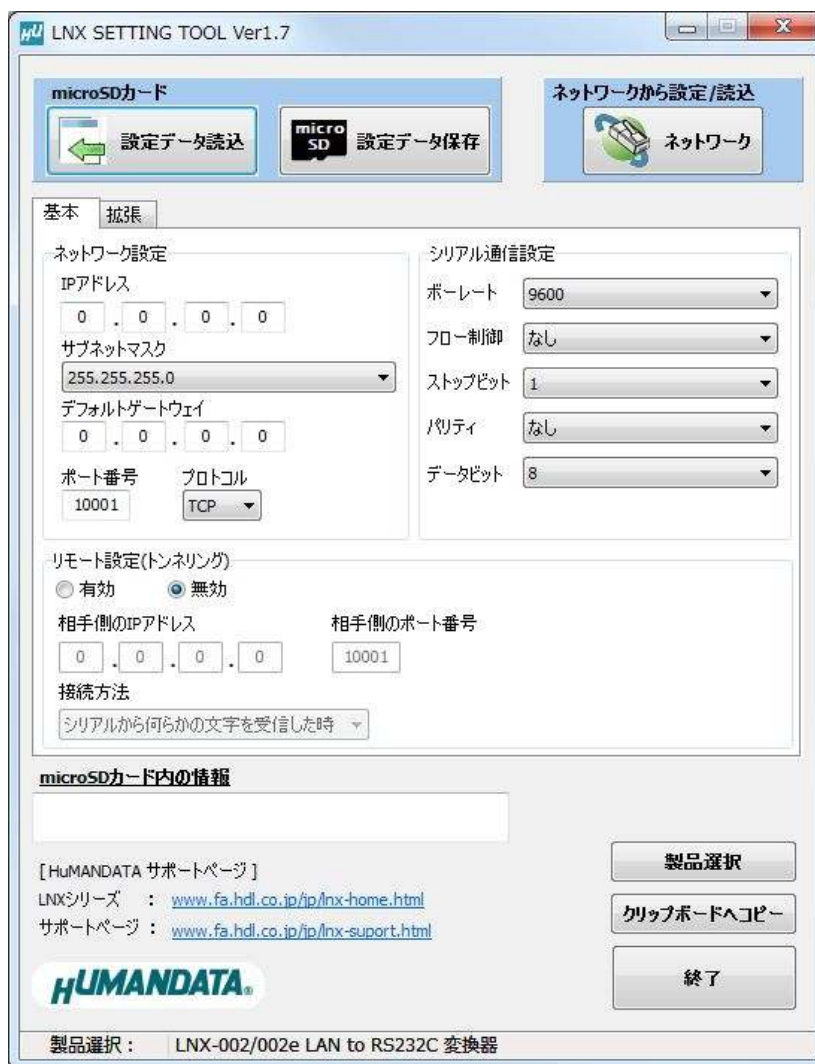 HU LNX SETTING TOOL Ver1.7
microSDカード
設定データ読込
micro
SD
設定データ保存
ネットワークから設定/読込
ネットワーク
基本 拡張
ネットワーク設定
IPアドレス
0 . 0 . 0 . 0
サブネットマスク
255.255.255.0
デフォルトゲートウェイ
0 . 0 . 0 . 0
ポート番号 プロトコル
10001 TCP
シリアル通信設定
ボーレート 9600
フロー制御 なし
ストップビット 1
パリティ なし
データビット 8
リモート設定(トンネリング)
有効 無効
相手側のIPアドレス 相手側のポート番号
0 . 0 . 0 . 0 10001
接続方法
シリアルから何らかの文字を受信した時
microSDカード内の情報
[ HuMANDATA サポートページ ]
LNXシリーズ : www.fa.hdl.co.jp/jp/lnx-home.html
サポートページ : www.fa.hdl.co.jp/jp/lnx-suport.html
HUMANDATA®
製品選択
クリップボードへコピー
終了
製品選択 : LNX-002/002e LAN to RS232C 変換器